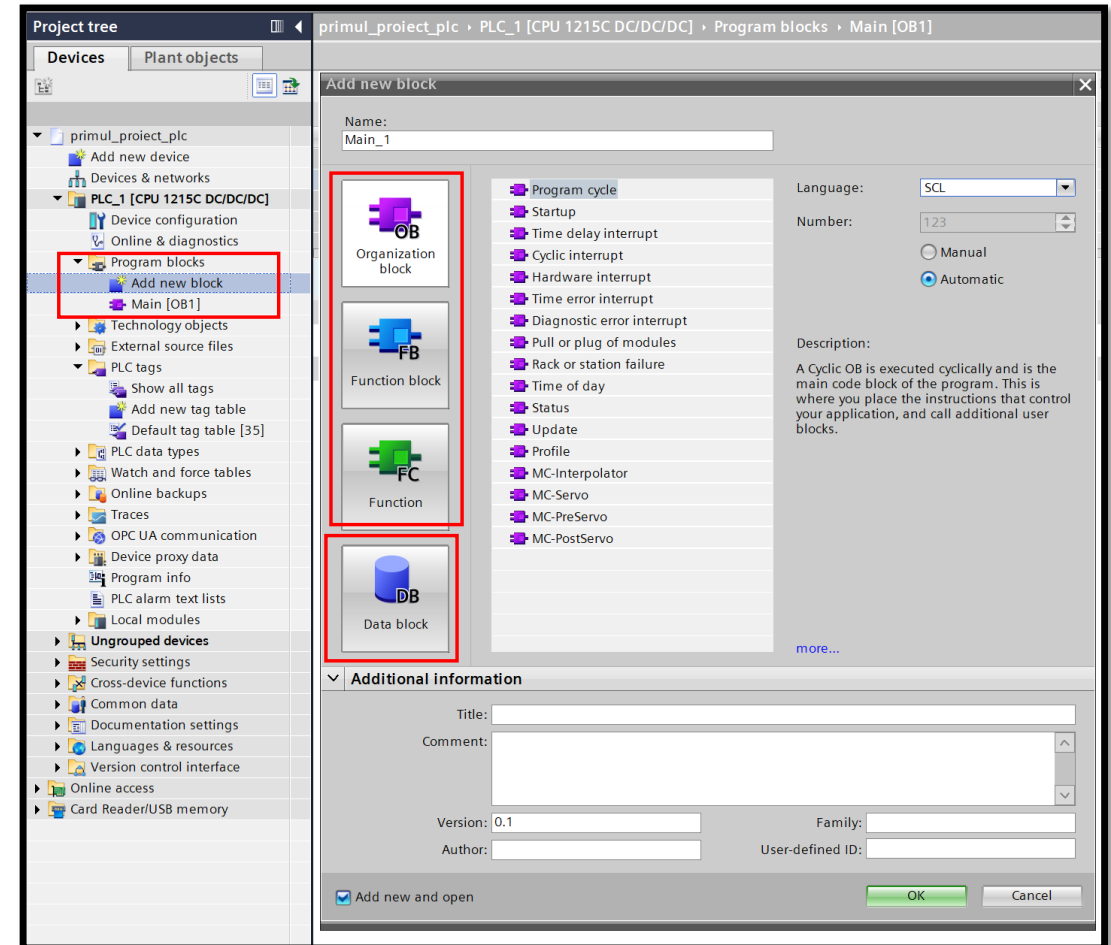 Project tree
Devices
Plant objects
primul_proiect_plc
Add new device
Devices & networks
PLC_1 [CPU 1215C DC/DC/DC]
Device configuration
Online & diagnostics
Program blocks
Add new block
Main [OB1]
Technology objects
External source files
PLC tags
Show all tags
Add new tag table
Default tag table [35]
PLC data types
Watch and force tables
Online backups
Traces
OPC UA communication
Device proxy data
Program info
PLC alarm text lists
Local modules
Ungrouped devices
Security settings
Cross-device functions
Common data
Documentation settings
Languages & resources
Version control interface
Online access
Card Reader/USB memory
primul_proiect_plc › PLC_1 [CPU 1215C DC/DC/DC] › Program blocks › Main [OB1]
Add new block
Name:
Main_1
OB
Organization
block
FB
Function block
FC
Function
DB
Data block
Program cycle
Startup
Time delay interrupt
Cyclic interrupt
Hardware interrupt
Time error interrupt
Diagnostic error interrupt
Pull or plug of modules
Rack or station failure
Time of day
Status
Update
Profile
MC-Interpolator
MC-Servo
MC-PreServo
MC-PostServo
Language: SCL
Number: 123
Manual
Automatic
Description:
A Cyclic OB is executed cyclically and is the
main code block of the program. This is
where you place the instructions that control
your application, and call additional user
blocks.
more...
Additional information
Title:
Comment:
Version: 0.1
Family:
Author:
User-defined ID:
Add new and open
OK
Cancel